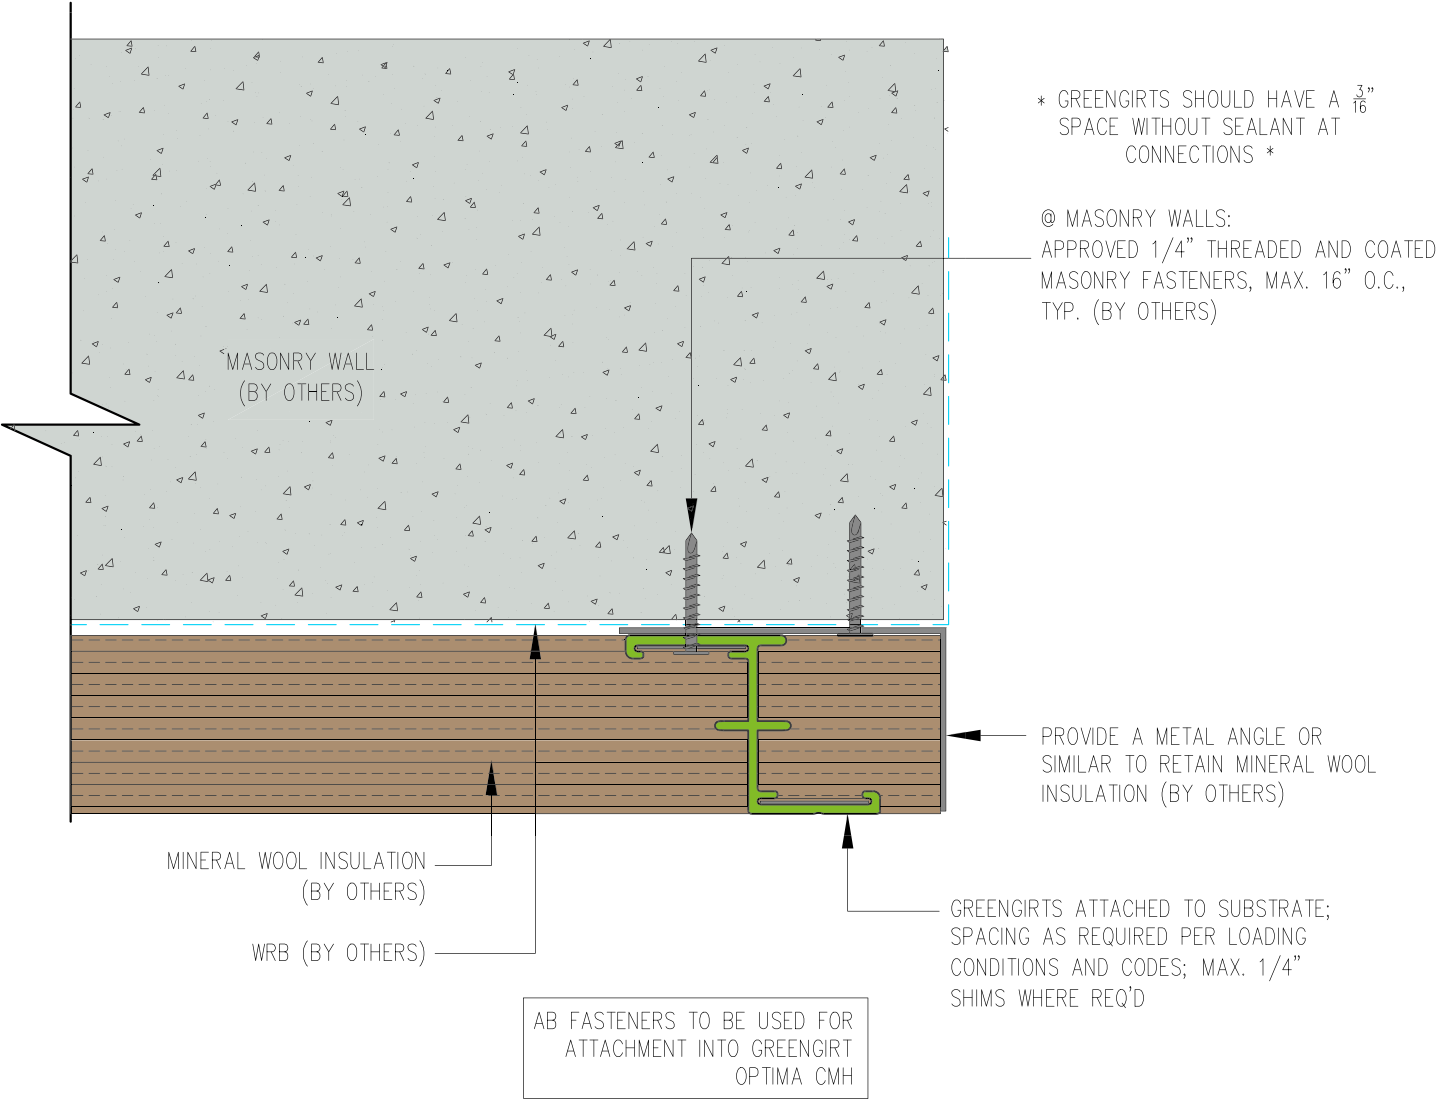 * GREENGIRTS SHOULD HAVE A 3/16"
SPACE WITHOUT SEALANT AT
CONNECTIONS *
@ MASONRY WALLS:
APPROVED 1/4" THREADED AND COATED
MASONRY FASTENERS, MAX. 16" O.C.,
TYP. (BY OTHERS)
MASONRY WALL
(BY OTHERS)
PROVIDE A METAL ANGLE OR
SIMILAR TO RETAIN MINERAL WOOL
INSULATION (BY OTHERS)
MINERAL WOOL INSULATION
(BY OTHERS)
WRB (BY OTHERS)
GREENGIRTS ATTACHED TO SUBSTRATE;
SPACING AS REQUIRED PER LOADING
CONDITIONS AND CODES; MAX. 1/4"
SHIMS WHERE REQ'D
AB FASTENERS TO BE USED FOR
ATTACHMENT INTO GREENGIRT
OPTIMA CMH